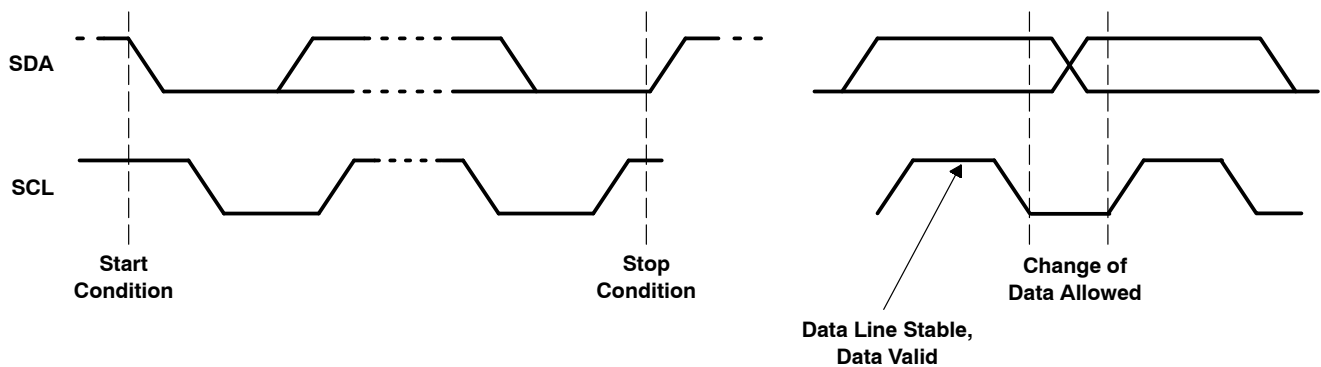 SDA
SCL
Start
Condition
Stop
Condition
Change of
Data Allowed
Data Line Stable,
Data Valid